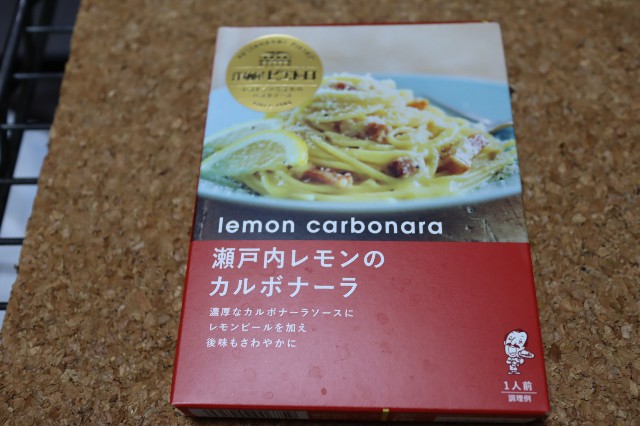 lemon carbonara
瀬戸内レモンの
カルボナーラ
濃厚なカルボナーラソースに
レモンピールを加え
後味もさわやかに
1人前
調理例